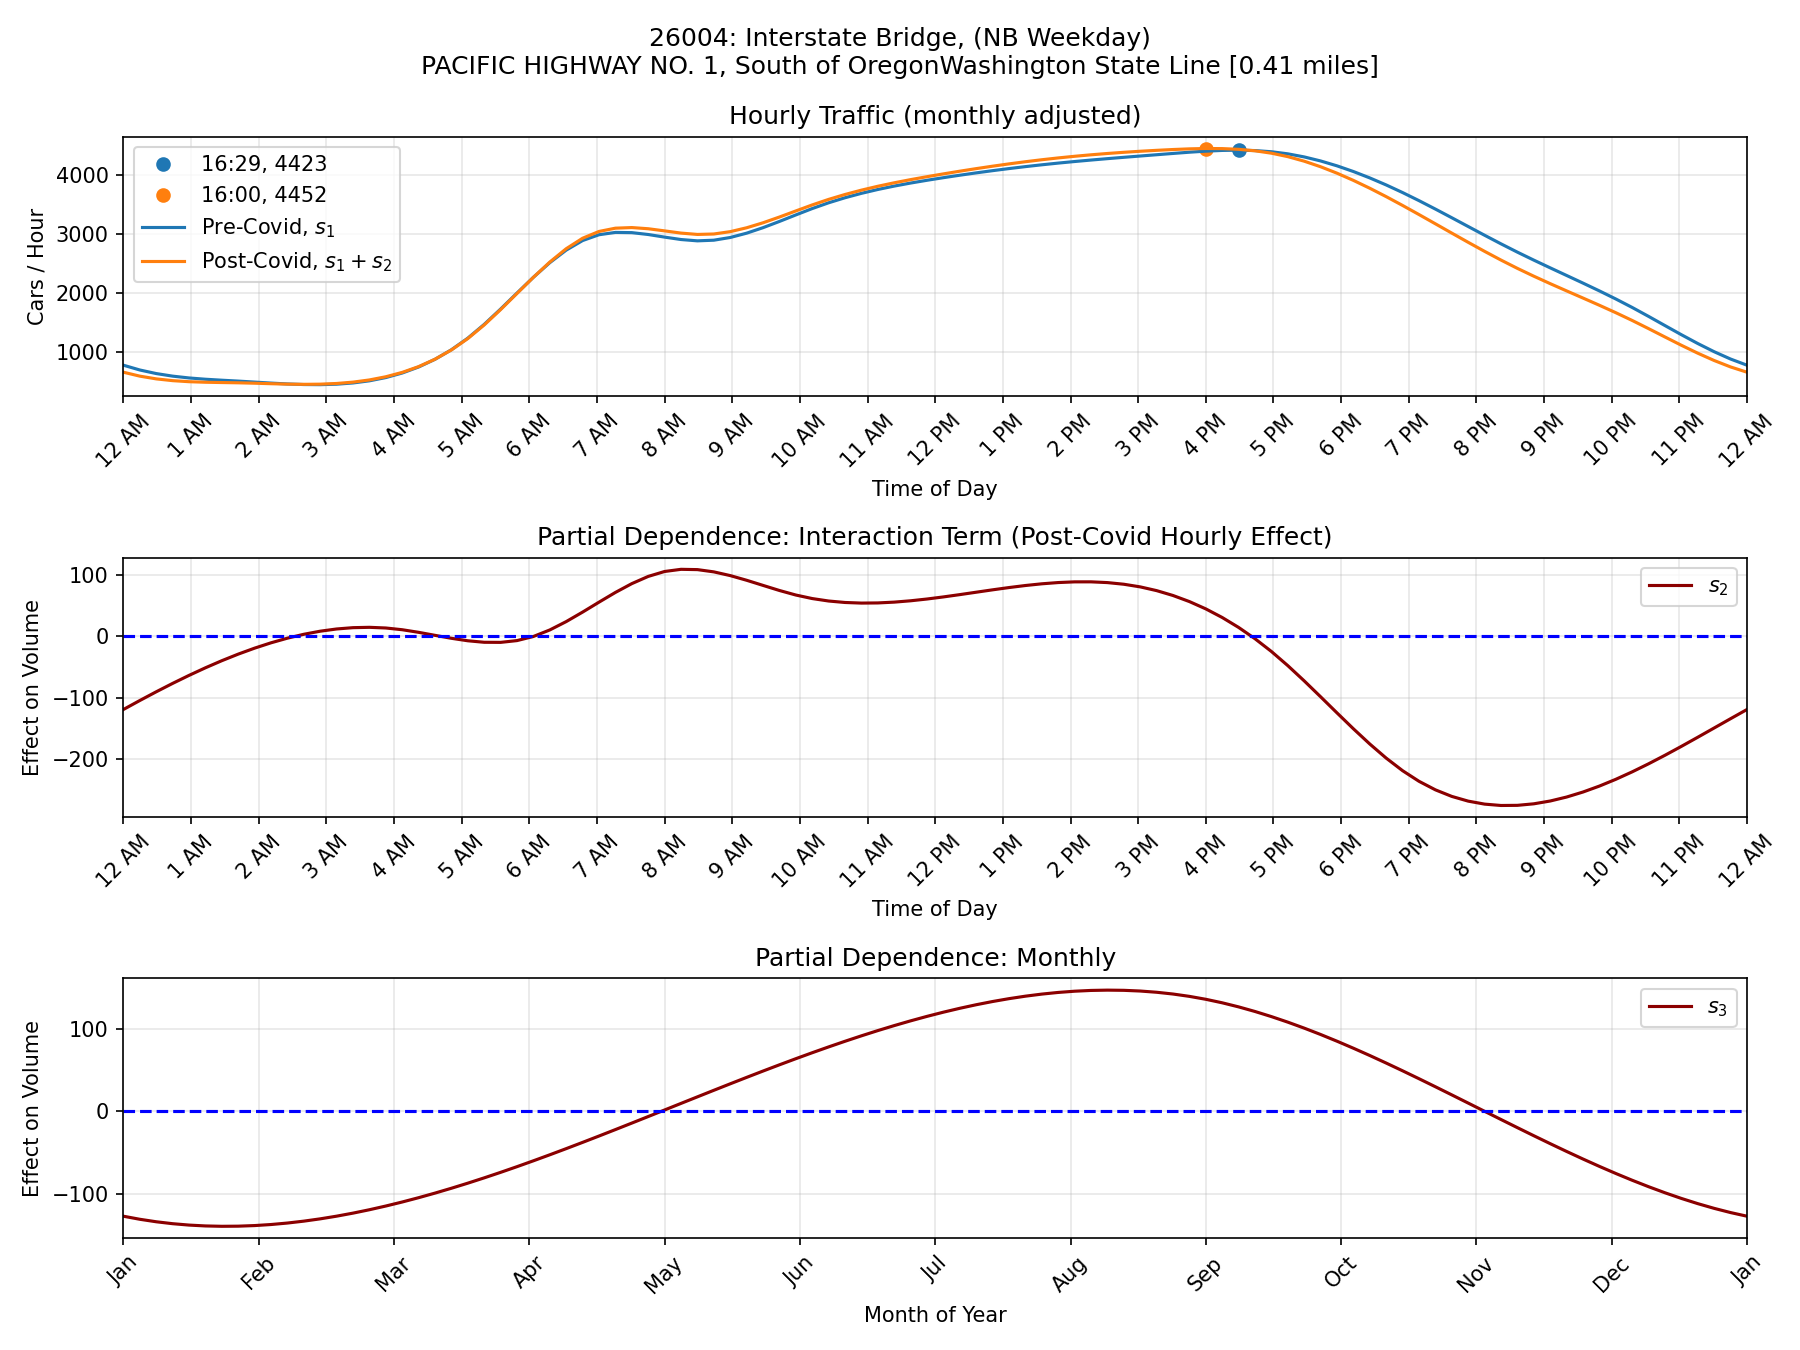 26004: Interstate Bridge, (NB Weekday)
PACIFIC HIGHWAY NO. 1, South of OregonWashington State Line [0.41 miles]
Hourly Traffic (monthly adjusted)
16:29, 4423
16:00, 4452
Pre-Covid, s₁
Post-Covid, s₁ + s₂
Cars / Hour
4000
3000
2000
1000
12 AM 1 AM 2 AM 3 AM 4 AM 5 AM 6 AM 7 AM 8 AM 9 AM 10 AM 11 AM 12 PM 1 PM 2 PM 3 PM 4 PM 5 PM 6 PM 7 PM 8 PM 9 PM 10 PM 11 PM 12 AM
Time of Day
Partial Dependence: Interaction Term (Post-Covid Hourly Effect)
s₂
Effect on Volume
100
0
−100
−200
12 AM 1 AM 2 AM 3 AM 4 AM 5 AM 6 AM 7 AM 8 AM 9 AM 10 AM 11 AM 12 PM 1 PM 2 PM 3 PM 4 PM 5 PM 6 PM 7 PM 8 PM 9 PM 10 PM 11 PM 12 AM
Time of Day
Partial Dependence: Monthly
s₃
Effect on Volume
100
0
−100
Jan Feb Mar Apr May Jun Jul Aug Sep Oct Nov Dec Jan
Month of Year